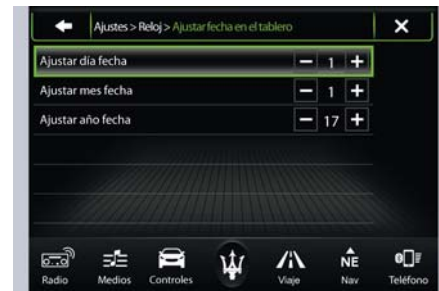 Ajustes > Reloj > Ajustar fecha en el tablero
Ajustar día fecha − 1 +
Ajustar mes fecha − 1 +
Ajustar año fecha − 17 +
NE
Radio Medios Controles Viaje Nav Teléfono